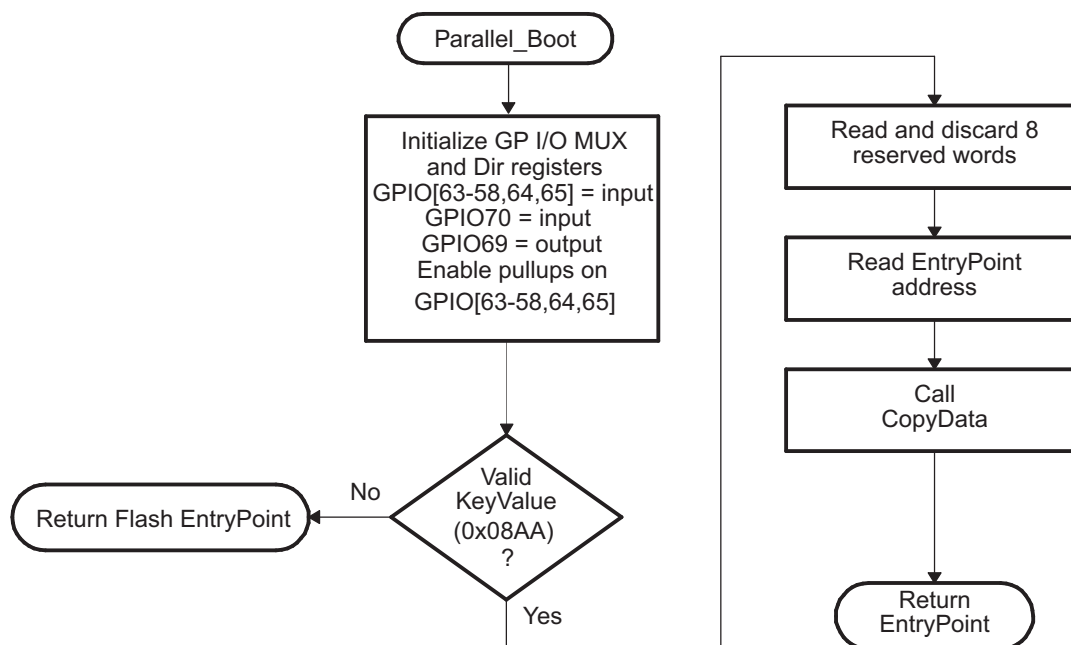 Parallel_Boot
Initialize GP I/O MUX
and Dir registers
GPIO[63-58,64,65] = input
GPIO70 = input
GPIO69 = output
Enable pullups on
GPIO[63-58,64,65]
Valid
KeyValue
(0x08AA)
?
No
Return Flash EntryPoint
Yes
Read and discard 8
reserved words
Read EntryPoint
address
Call
CopyData
Return
EntryPoint